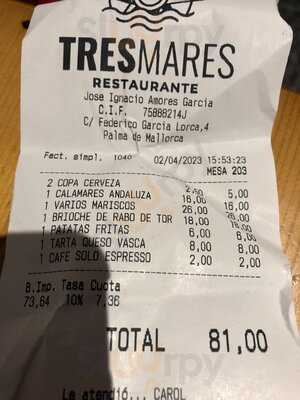 TRESMARES
RESTAURANTE
Jose Ignacio Amores Garcia
C.I.F. 75888214J
C/ Federico Garcia Lorca,4
Palma de Mallorca
Fact. simpl. 1040 02/04/2023 15:53:23
MESA 203
2 COPA CERVEZA 2,50 5,00
1 CALAMARES ANDALUZA 16,00 16,00
1 VARIOS MARISCOS 26,00 26,00
1 BRIOCHE DE RABO DE TOR 18,00 18,00
1 PATATAS FRITAS 6,00 6,00
1 TARTA QUESO VASCA 8,00 8,00
1 CAFE SOLO ESPRESSO 2,00 2,00
B.Imp. Tasa Cuota
73,64 10% 7,36
TOTAL 81,00
Le atendió... CAROL